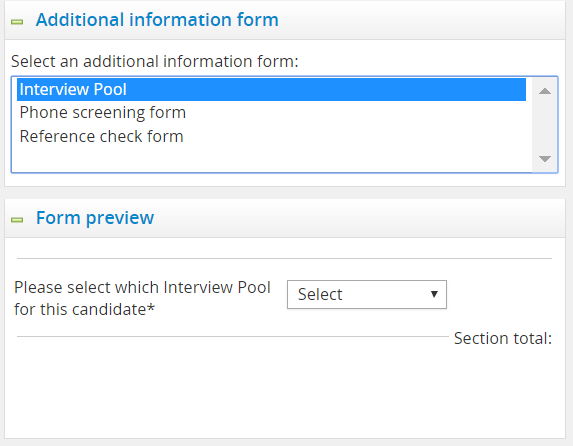 Additional information form
Select an additional information form:
Interview Pool
Phone screening form
Reference check form
Form preview
Please select which Interview Pool
for this candidate*
Select
Section total: